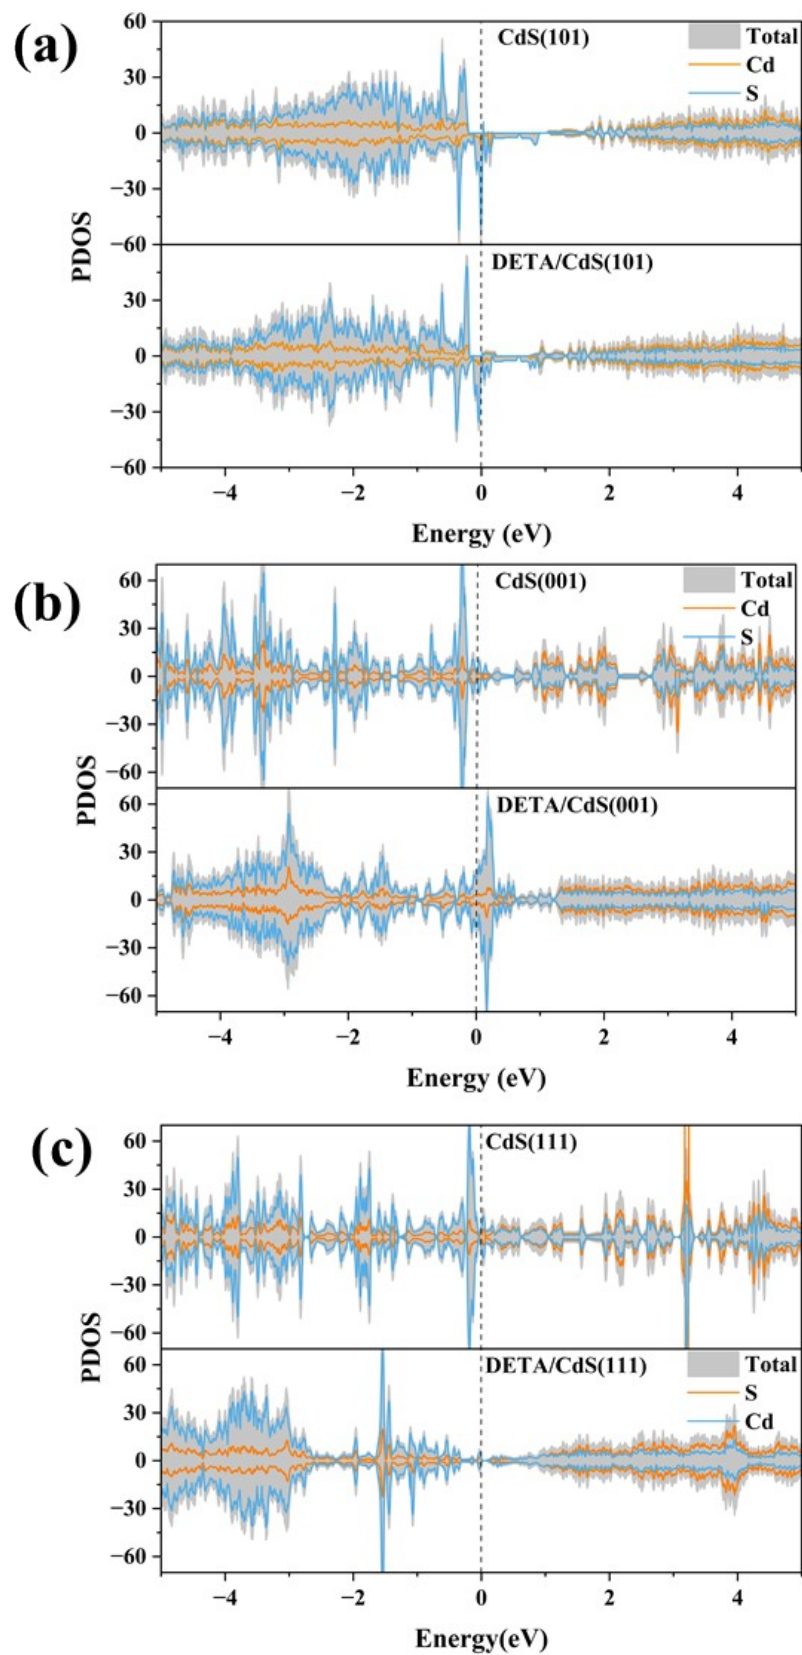 (a)
60
30
0
−30
−60
CdS(101)
Total
Cd
S
PDOS
DETA/CdS(101)
30
0
−30
−60
−4 −2 0 2 4
Energy (eV)
(b)
60
30
0
−30
−60
CdS(001)
Total
Cd
S
PDOS
DETA/CdS(001)
60
30
0
−30
−60
−4 −2 0 2 4
Energy (eV)
(c)
60
30
0
−30
−60
CdS(111)
PDOS
DETA/CdS(111)
Total
S
Cd
60
30
0
−30
−60
−4 −2 0 2 4
Energy(eV)